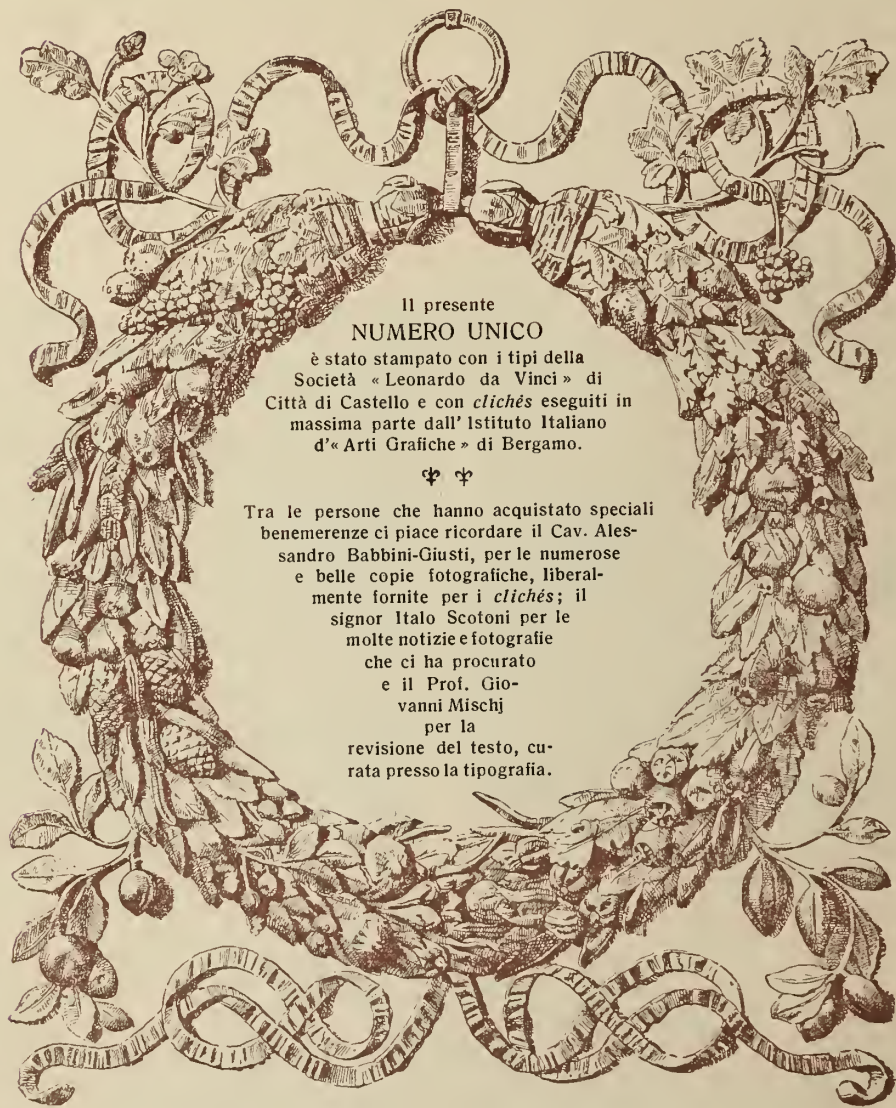 Il presente
NUMERO UNICO
è stato stampato con i tipi della
Società « Leonardo da Vinci » di
Città di Castello e con clichés eseguiti in
massima parte dall' Istituto Italiano
d'« Arti Grafiche » di Bergamo.
Tra le persone che hanno acquistato speciali
benemerenze ci piace ricordare il Cav. Ales-
sandro Babbini-Giusti, per le numerose
e belle copie fotografiche, liberal-
mente fornite per i clichés; il
signor Italo Scotoni per le
molte notizie e fotografie
che ci ha procurato
e il Prof. Gio-
vanni Mischj
per la
revisione del testo, cu-
rata presso la tipografia.